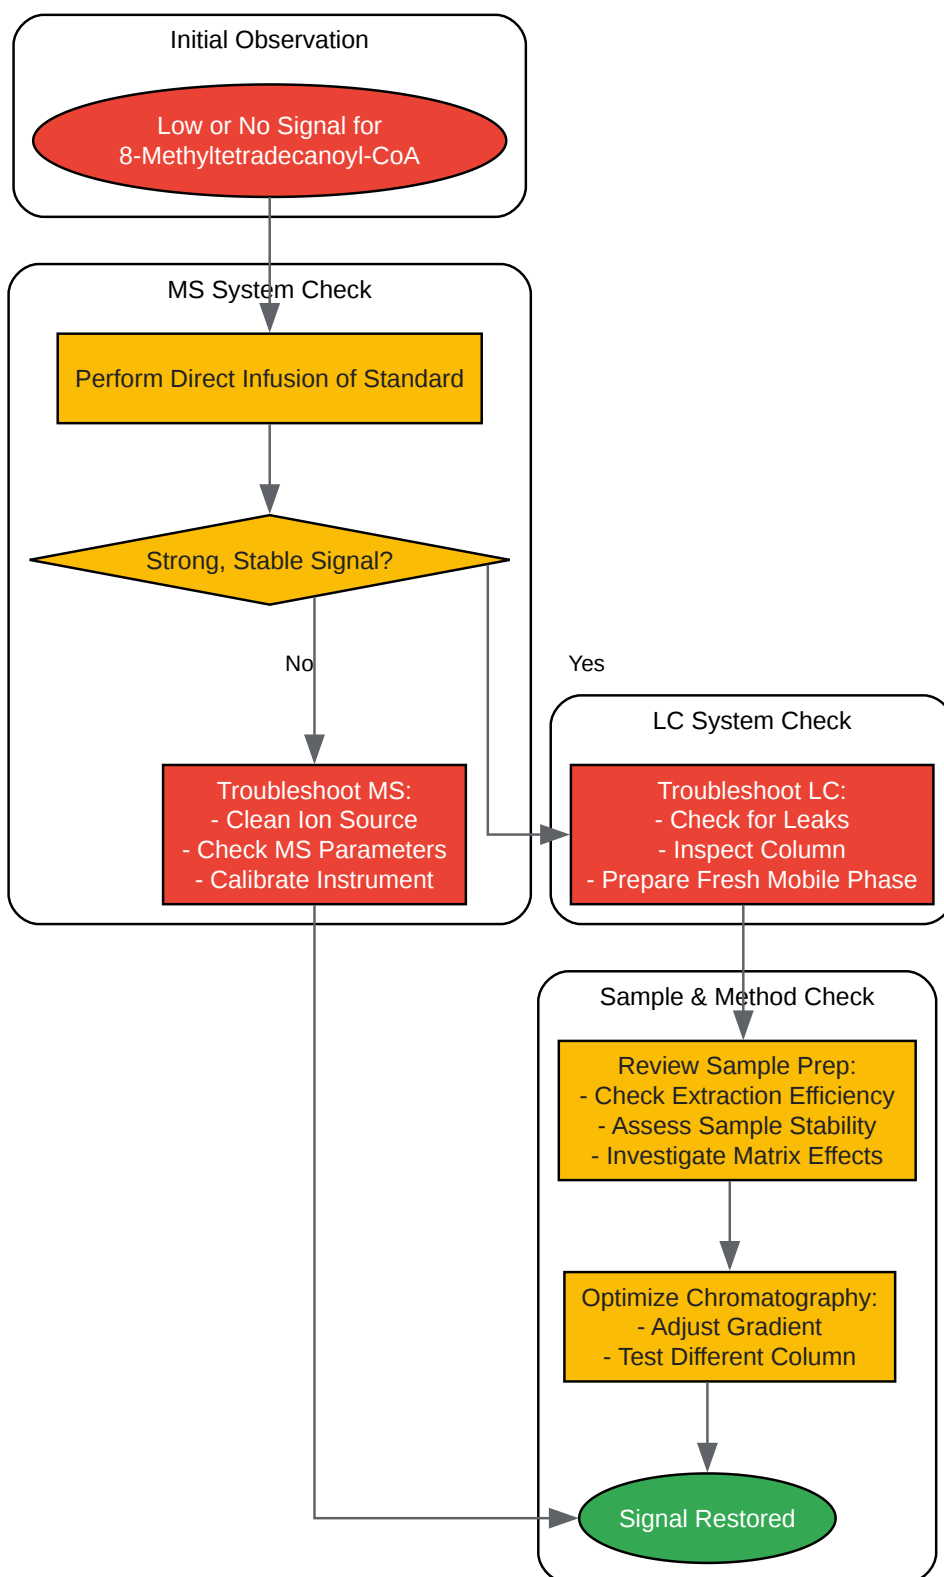 Initial Observation
Low or No Signal for
8-Methyltetradecanoyl-CoA
MS System Check
Perform Direct Infusion of Standard
Strong, Stable Signal?
No
Yes
LC System Check
Troubleshoot MS:
- Clean Ion Source
- Check MS Parameters
- Calibrate Instrument
Troubleshoot LC:
- Check for Leaks
- Inspect Column
- Prepare Fresh Mobile Phase
Sample & Method Check
Review Sample Prep:
- Check Extraction Efficiency
- Assess Sample Stability
- Investigate Matrix Effects
Optimize Chromatography:
- Adjust Gradient
- Test Different Column
Signal Restored